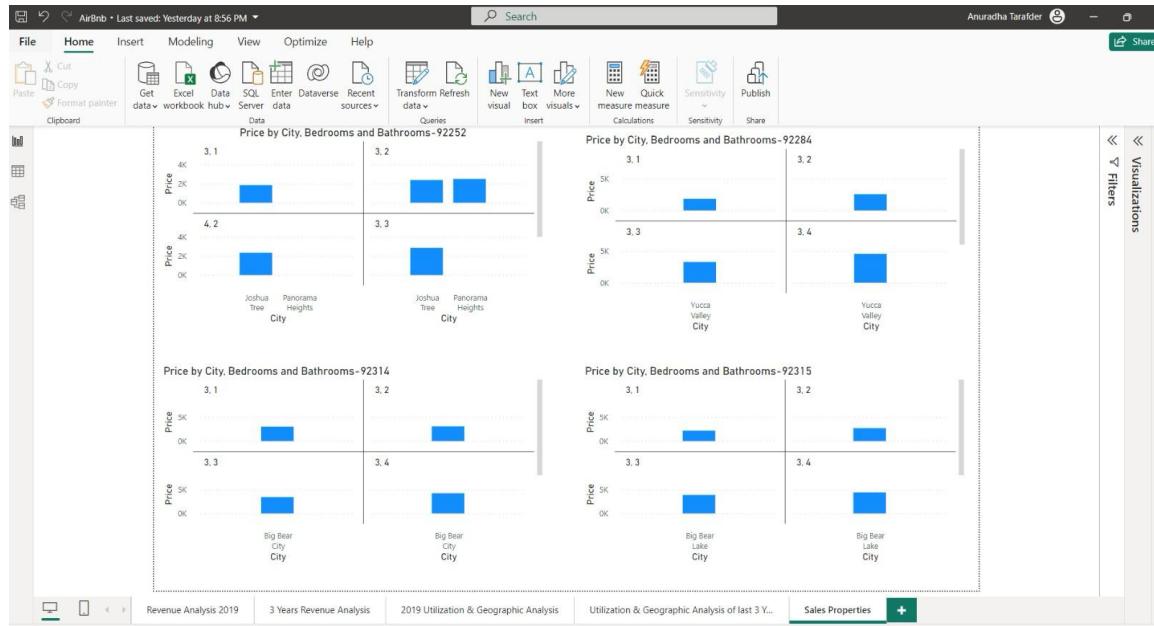 AirBnb • Last saved: Yesterday at 8:56 PM
Search
Anuradha Tarafder
File Home Insert Modeling View Optimize Help
Share
Paste
Cut
Copy
Format painter
Clipboard
Get data
Excel workbook
Data hub
SQL Server
Enter data
Dataverse
Recent sources
Data
Transform data
Refresh
Queries
New visual
Text box
More visuals
Insert
New measure
Quick measure
Calculations
Sensitivity
Sensitivity
Publish
Share
Price by City, Bedrooms and Bathrooms-92252
3, 1
3, 2
Price
4K
2K
0K
4, 2
3, 3
Price
4K
2K
0K
Joshua Tree
Panorama Heights
City
Joshua Tree
Panorama Heights
City
Price by City, Bedrooms and Bathrooms-92284
3, 1
3, 2
Price
5K
0K
3, 3
3, 4
Price
5K
0K
Yucca Valley
City
Yucca Valley
City
Price by City, Bedrooms and Bathrooms-92314
3, 1
3, 2
Price
5K
0K
3, 3
3, 4
Price
5K
0K
Big Bear City
City
Big Bear City
City
Price by City, Bedrooms and Bathrooms-92315
3, 1
3, 2
Price
5K
0K
3, 3
3, 4
Price
5K
0K
Big Bear Lake
City
Big Bear Lake
City
Filters
Visualizations
Revenue Analysis 2019
3 Years Revenue Analysis
2019 Utilization & Geographic Analysis
Utilization & Geographic Analysis of last 3 Y...
Sales Properties